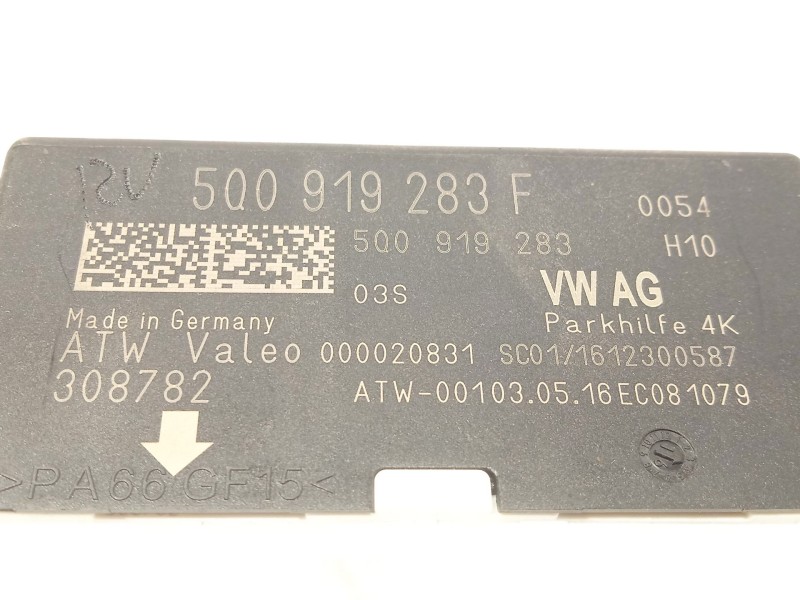 RV 5Q0 919 283 F 0054
5Q0 919 283 H10
03S VW AG
Made in Germany Parkhilfe 4K
ATW Valeo 000020831 SC01/1612300587
308782 ATW-00103.05.16EC081079
>PA66 GF15<